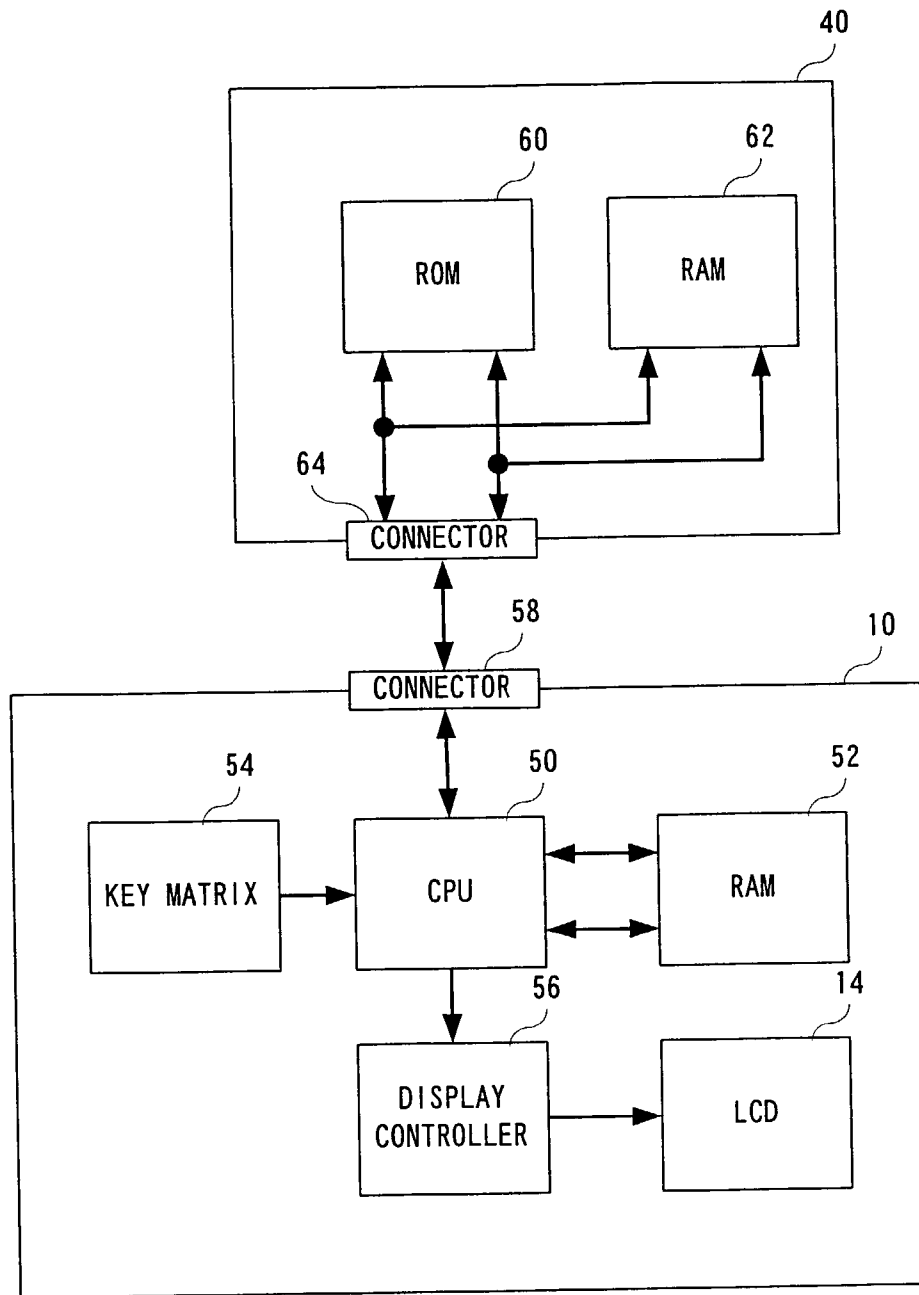 40
60
62
ROM
RAM
64
CONNECTOR
58
10
CONNECTOR
54
50
52
KEY MATRIX
CPU
RAM
56
14
DISPLAY
CONTROLLER
LCD